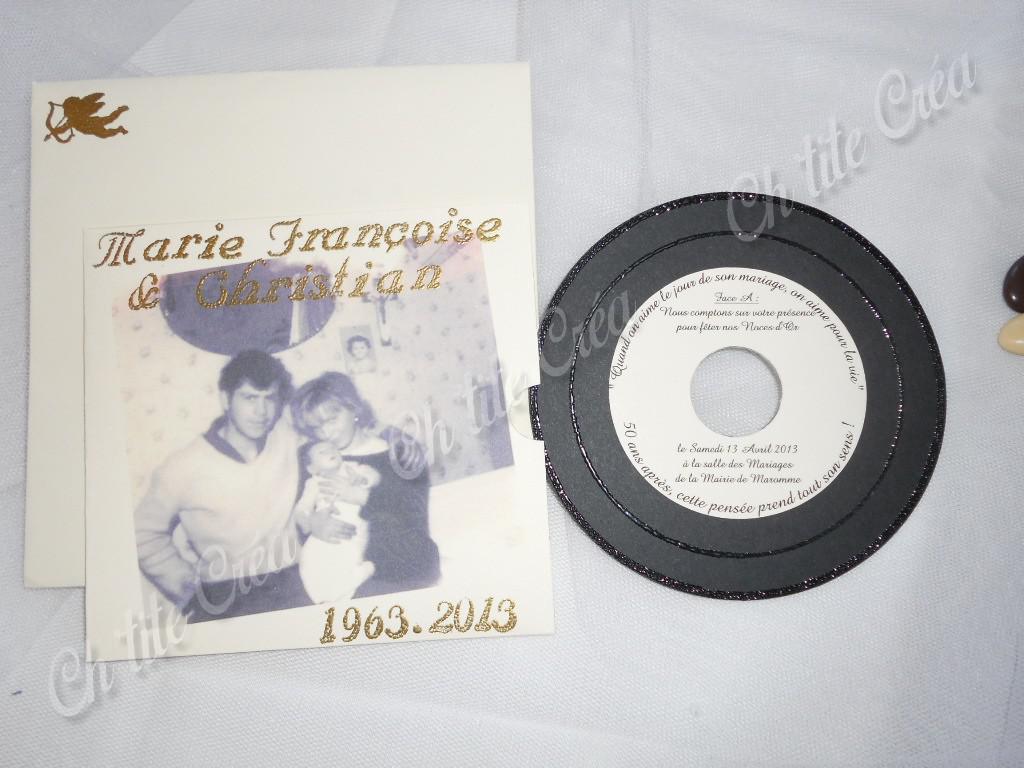 Marie Françoise
& Christian
1963.2013
"Quand on aime le jour de son mariage, on aime pour la vie"
Face A :
Nous comptons sur votre présence
pour fêter nos Noces d'Or
le Samedi 13 Avril 2013
à la salle des Mariages
de la Mairie de Maromme
50 ans après, cette pensée prend tout son sens !
Ch'tite Créa
Ch'tite Créa
Ch'tite Créa